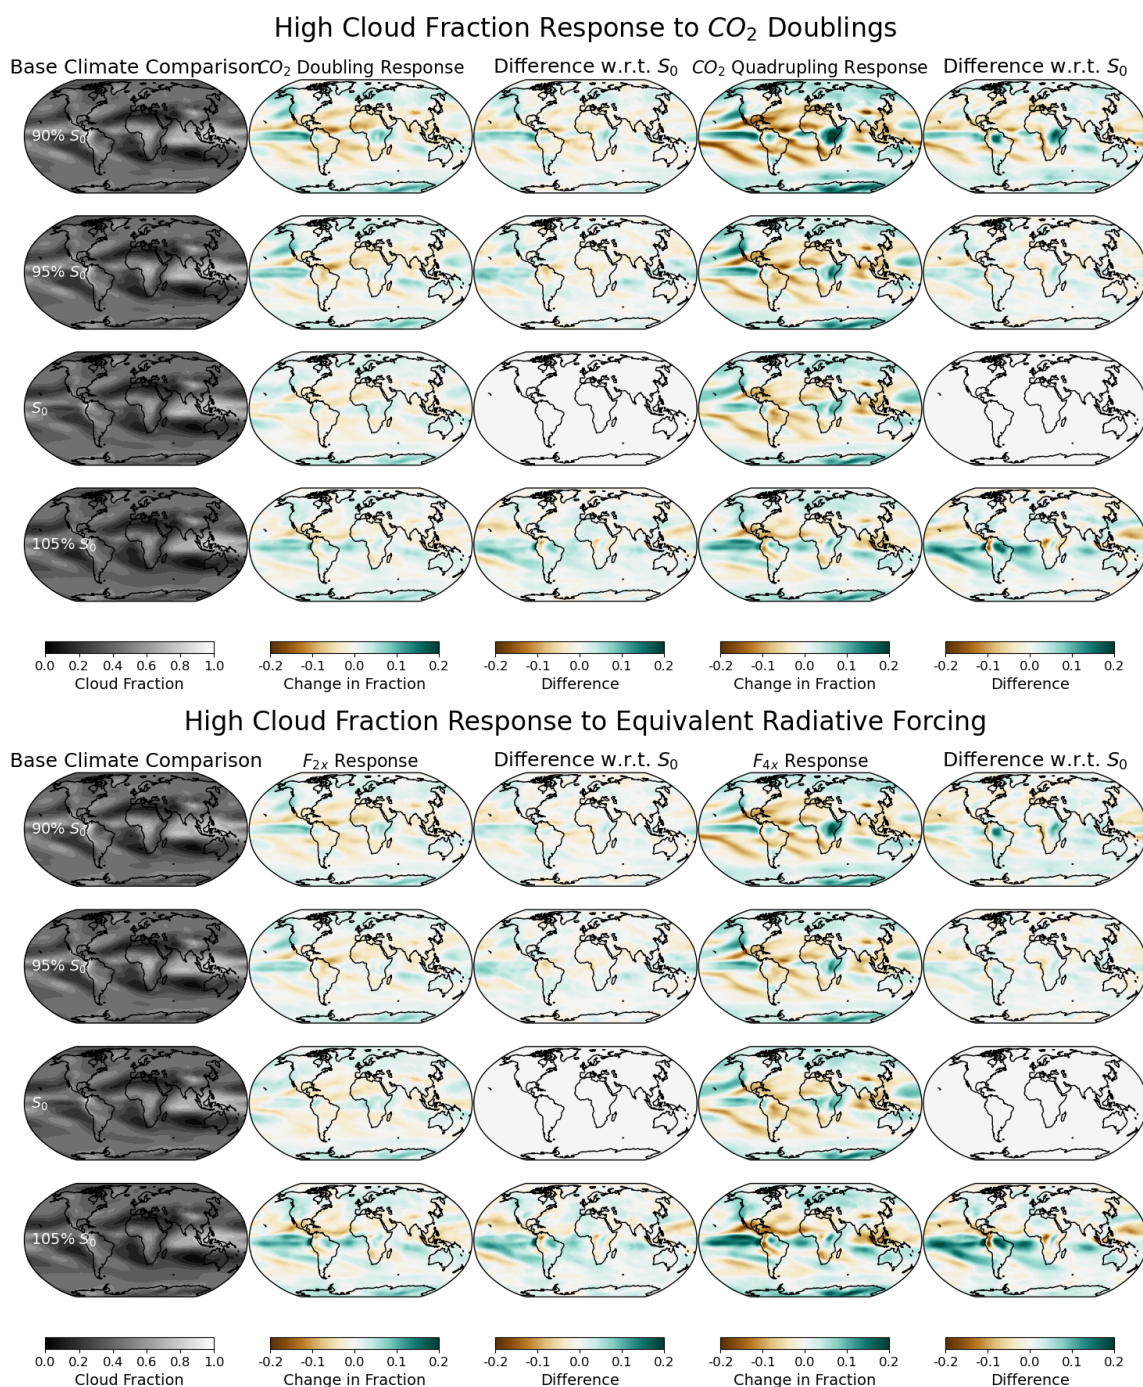 High Cloud Fraction Response to CO₂ Doublings
Base Climate Comparison CO₂ Doubling Response Difference w.r.t. S₀ CO₂ Quadrupling Response Difference w.r.t. S₀
90% S₀
95% S₀
S₀
105% S₀
0.0 0.2 0.4 0.6 0.8 1.0 -0.2 -0.1 0.0 0.1 0.2 -0.2 -0.1 0.0 0.1 0.2 -0.2 -0.1 0.0 0.1 0.2 -0.2 -0.1 0.0 0.1 0.2
Cloud Fraction Change in Fraction Difference Change in Fraction Difference
High Cloud Fraction Response to Equivalent Radiative Forcing
Base Climate Comparison F₂ₓ Response Difference w.r.t. S₀ F₄ₓ Response Difference w.r.t. S₀
90% S₀
95% S₀
S₀
105% S₀
0.0 0.2 0.4 0.6 0.8 1.0 -0.2 -0.1 0.0 0.1 0.2 -0.2 -0.1 0.0 0.1 0.2 -0.2 -0.1 0.0 0.1 0.2 -0.2 -0.1 0.0 0.1 0.2
Cloud Fraction Change in Fraction Difference Change in Fraction Difference